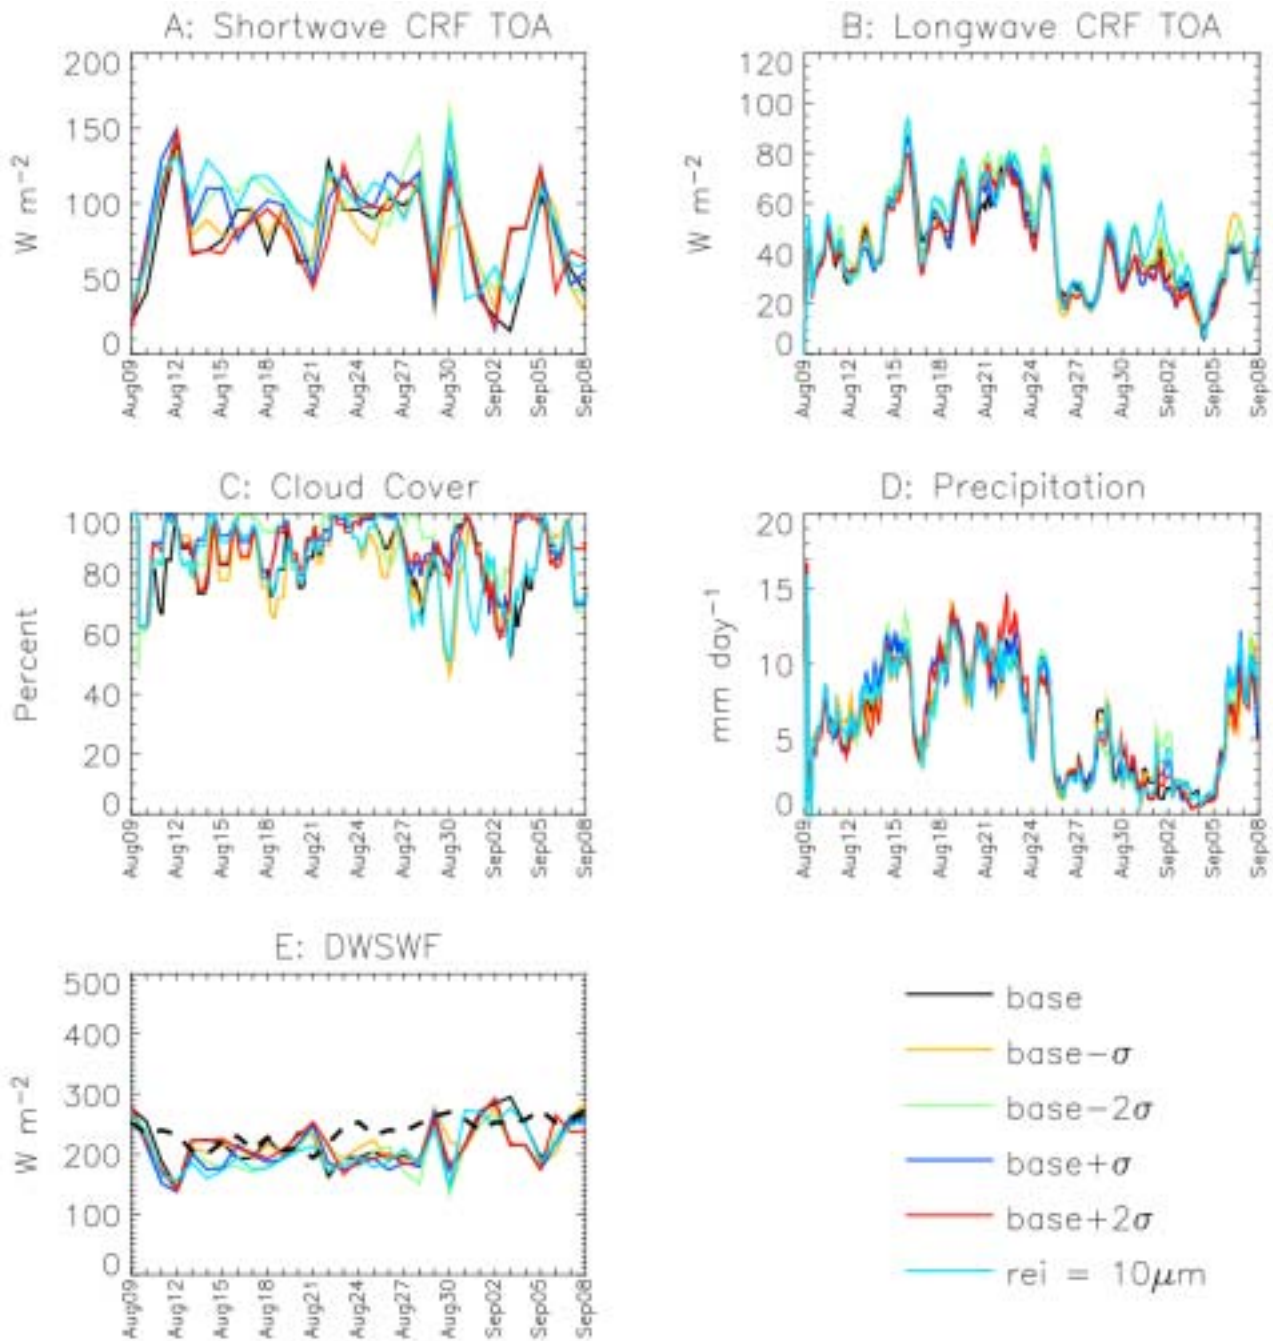 A: Shortwave CRF TOA
W m−2
200
150
100
50
0
Aug09
Aug12
Aug15
Aug18
Aug21
Aug24
Aug27
Aug30
Sep02
Sep05
Sep08
B: Longwave CRF TOA
W m−2
120
100
80
60
40
20
0
Aug09
Aug12
Aug15
Aug18
Aug21
Aug24
Aug27
Aug30
Sep02
Sep05
Sep08
C: Cloud Cover
Percent
100
80
60
40
20
0
Aug09
Aug12
Aug15
Aug18
Aug21
Aug24
Aug27
Aug30
Sep02
Sep05
Sep08
D: Precipitation
mm day−1
20
15
10
5
0
Aug09
Aug12
Aug15
Aug18
Aug21
Aug24
Aug27
Aug30
Sep02
Sep05
Sep08
E: DWSWF
W m−2
500
400
300
200
100
0
Aug09
Aug12
Aug15
Aug18
Aug21
Aug24
Aug27
Aug30
Sep02
Sep05
Sep08
base
base−σ
base−2σ
base+σ
base+2σ
rei = 10μm